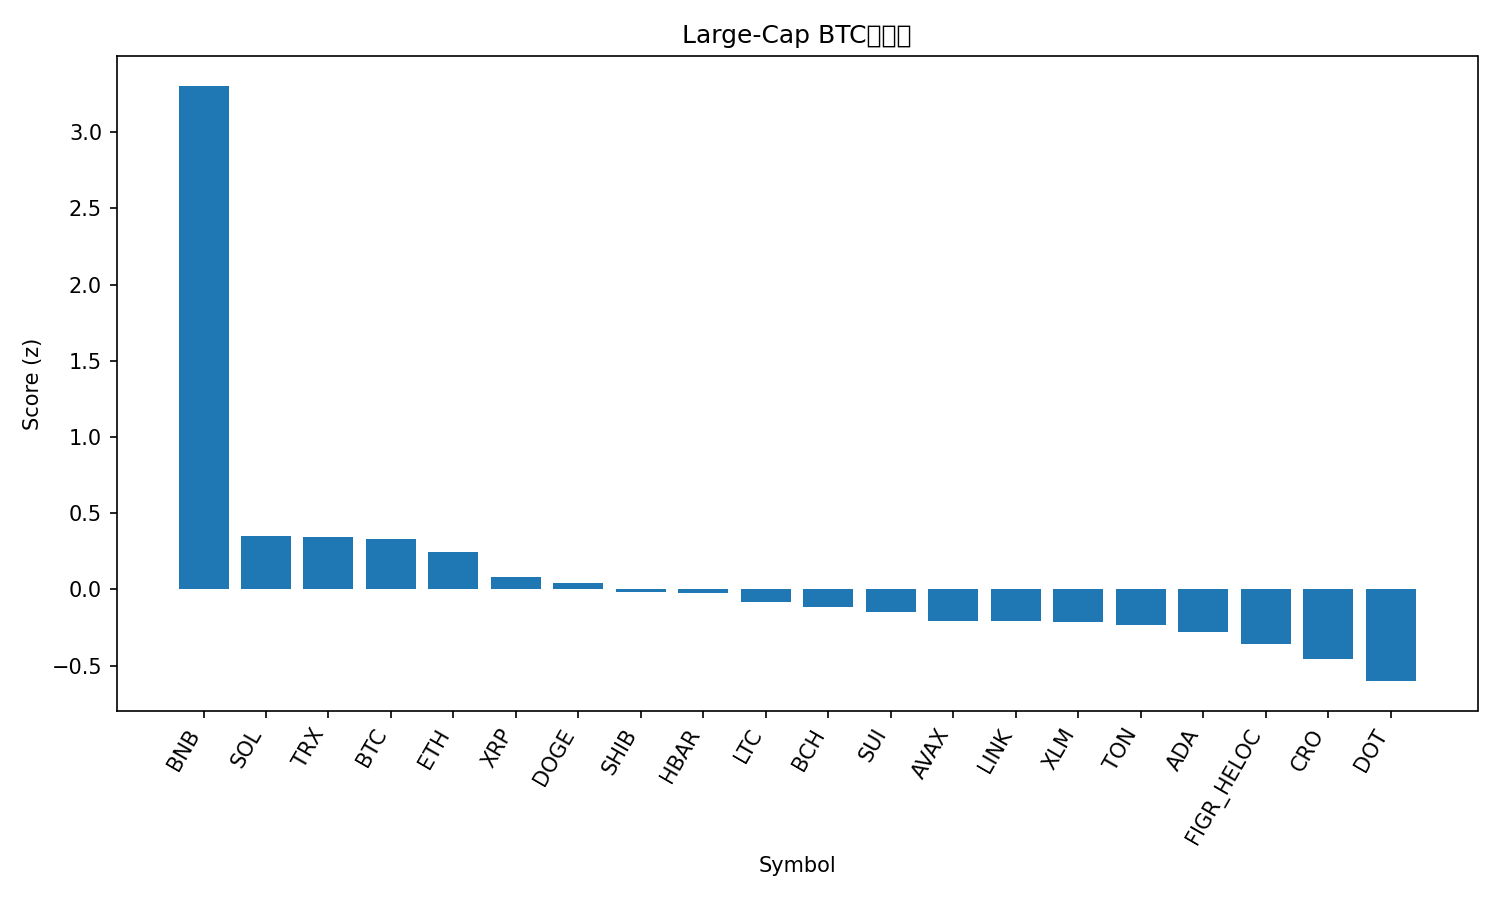 Large-Cap BTC
Score (z)
3.0
2.5
2.0
1.5
1.0
0.5
0.0
−0.5
BNB
SOL
TRX
BTC
ETH
XRP
DOGE
SHIB
HBAR
LTC
BCH
SUI
AVAX
LINK
XLM
TON
ADA
FIGR_HELOC
CRO
DOT
Symbol